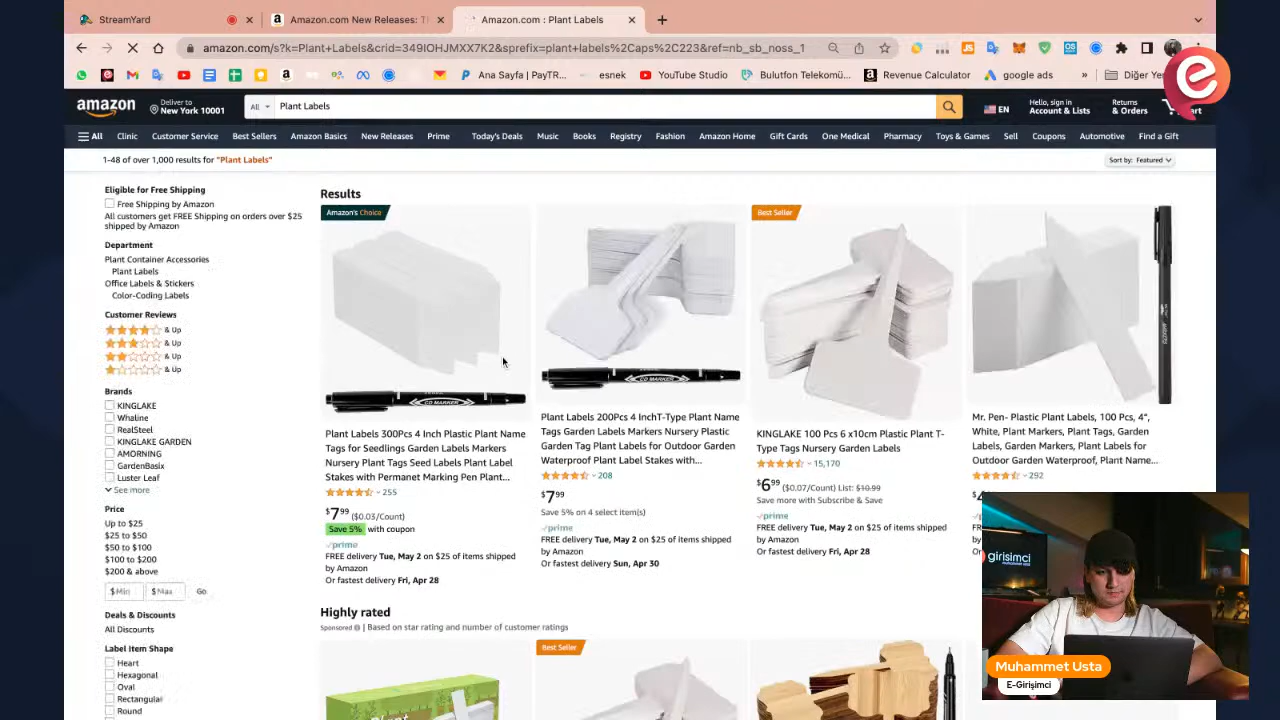 StreamYard
Amazon.com New Releases: T
Amazon.com : Plant Labels
amazon.com/s?k=Plant+Labels&crid=349IOHJMXX7K2&sprefix=plant+labels%2Caps%2C223&ref=nb_sb_noss_1
Ana Sayfa | PayTR...
esnek
YouTube Studio
Bulutfon Telekomü...
Revenue Calculator
google ads
»
Diğer Yer
amazon
Deliver to
New York 10001
All
Plant Labels
EN
Hello, sign in
Account & Lists
Returns
& Orders
All Clinic Customer Service Best Sellers Amazon Basics New Releases Prime Today's Deals Music Books Registry Fashion Amazon Home Gift Cards One Medical Pharmacy Toys & Games Sell Coupons Automotive Find a Gift
1-48 of over 1,000 results for "Plant Labels"
Sort by: Featured
Eligible for Free Shipping
Free Shipping by Amazon
All customers get FREE Shipping on orders over $25
shipped by Amazon
Department
Plant Container Accessories
Plant Labels
Office Labels & Stickers
Color-Coding Labels
Customer Reviews
& Up
& Up
& Up
& Up
Brands
KINGLAKE
Whaline
RealSteel
KINGLAKE GARDEN
AMORNING
GardenBasix
Luster Leaf
See more
Price
Up to $25
$25 to $50
$50 to $100
$100 to $200
$200 & above
$ Min
$ Max
Go
Deals & Discounts
All Discounts
Label Item Shape
Heart
Hexagonal
Oval
Rectangular
Round
Results
Amazon's Choice
CD MARKER
Plant Labels 300Pcs 4 Inch Plastic Plant Name
Tags for Seedlings Garden Labels Markers
Nursery Plant Tags Seed Labels Plant Label
Stakes with Permanet Marking Pen Plant...
255
$7.99 ($0.03/Count)
Save 5% with coupon
prime
FREE delivery Tue, May 2 on $25 of items shipped
by Amazon
Or fastest delivery Fri, Apr 28
CD MARKER
Plant Labels 200Pcs 4 InchT-Type Plant Name
Tags Garden Labels Markers Nursery Plastic
Garden Tag Plant Labels for Outdoor Garden
Waterproof Plant Label Stakes with...
208
$7.99
Save 5% on 4 select item(s)
prime
FREE delivery Tue, May 2 on $25 of items shipped
by Amazon
Or fastest delivery Sun, Apr 30
Best Seller
KINGLAKE 100 Pcs 6 x10cm Plastic Plant T-
Type Tags Nursery Garden Labels
15,170
$6.99 ($0.07/Count) List: $10.99
Save more with Subscribe & Save
prime
FREE delivery Tue, May 2 on $25 of items shipped
by Amazon
Or fastest delivery Fri, Apr 28
Mr. Pen- Plastic Plant Labels, 100 Pcs, 4",
White, Plant Markers, Plant Tags, Garden
Labels, Garden Markers, Plant Labels for
Outdoor Garden Waterproof, Plant Name...
292
Highly rated
Sponsored | Based on star rating and number of customer ratings
Best Seller
girisimci
Muhammet Usta
E-Girişimci